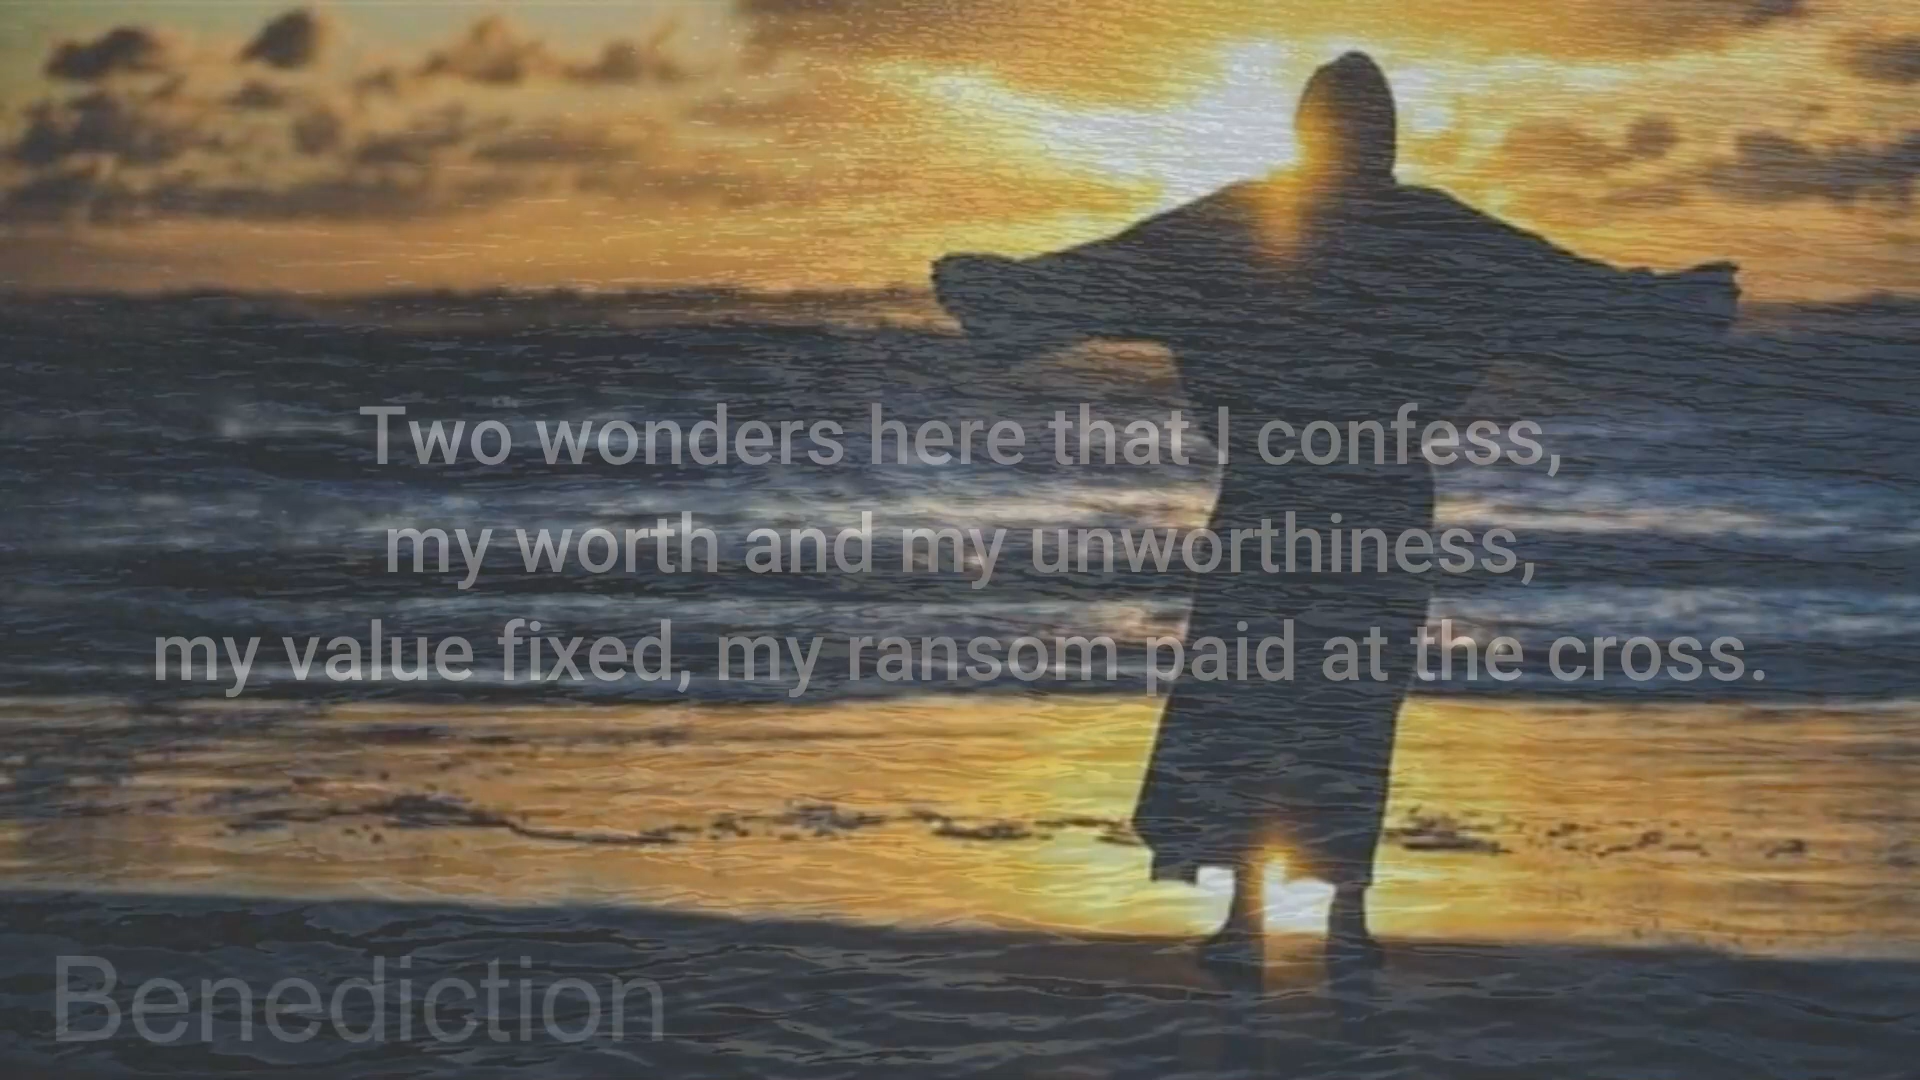 Two wonders here that I confess,
my worth and my unworthiness,
my value fixed, my ransom paid at the cross.
Benediction